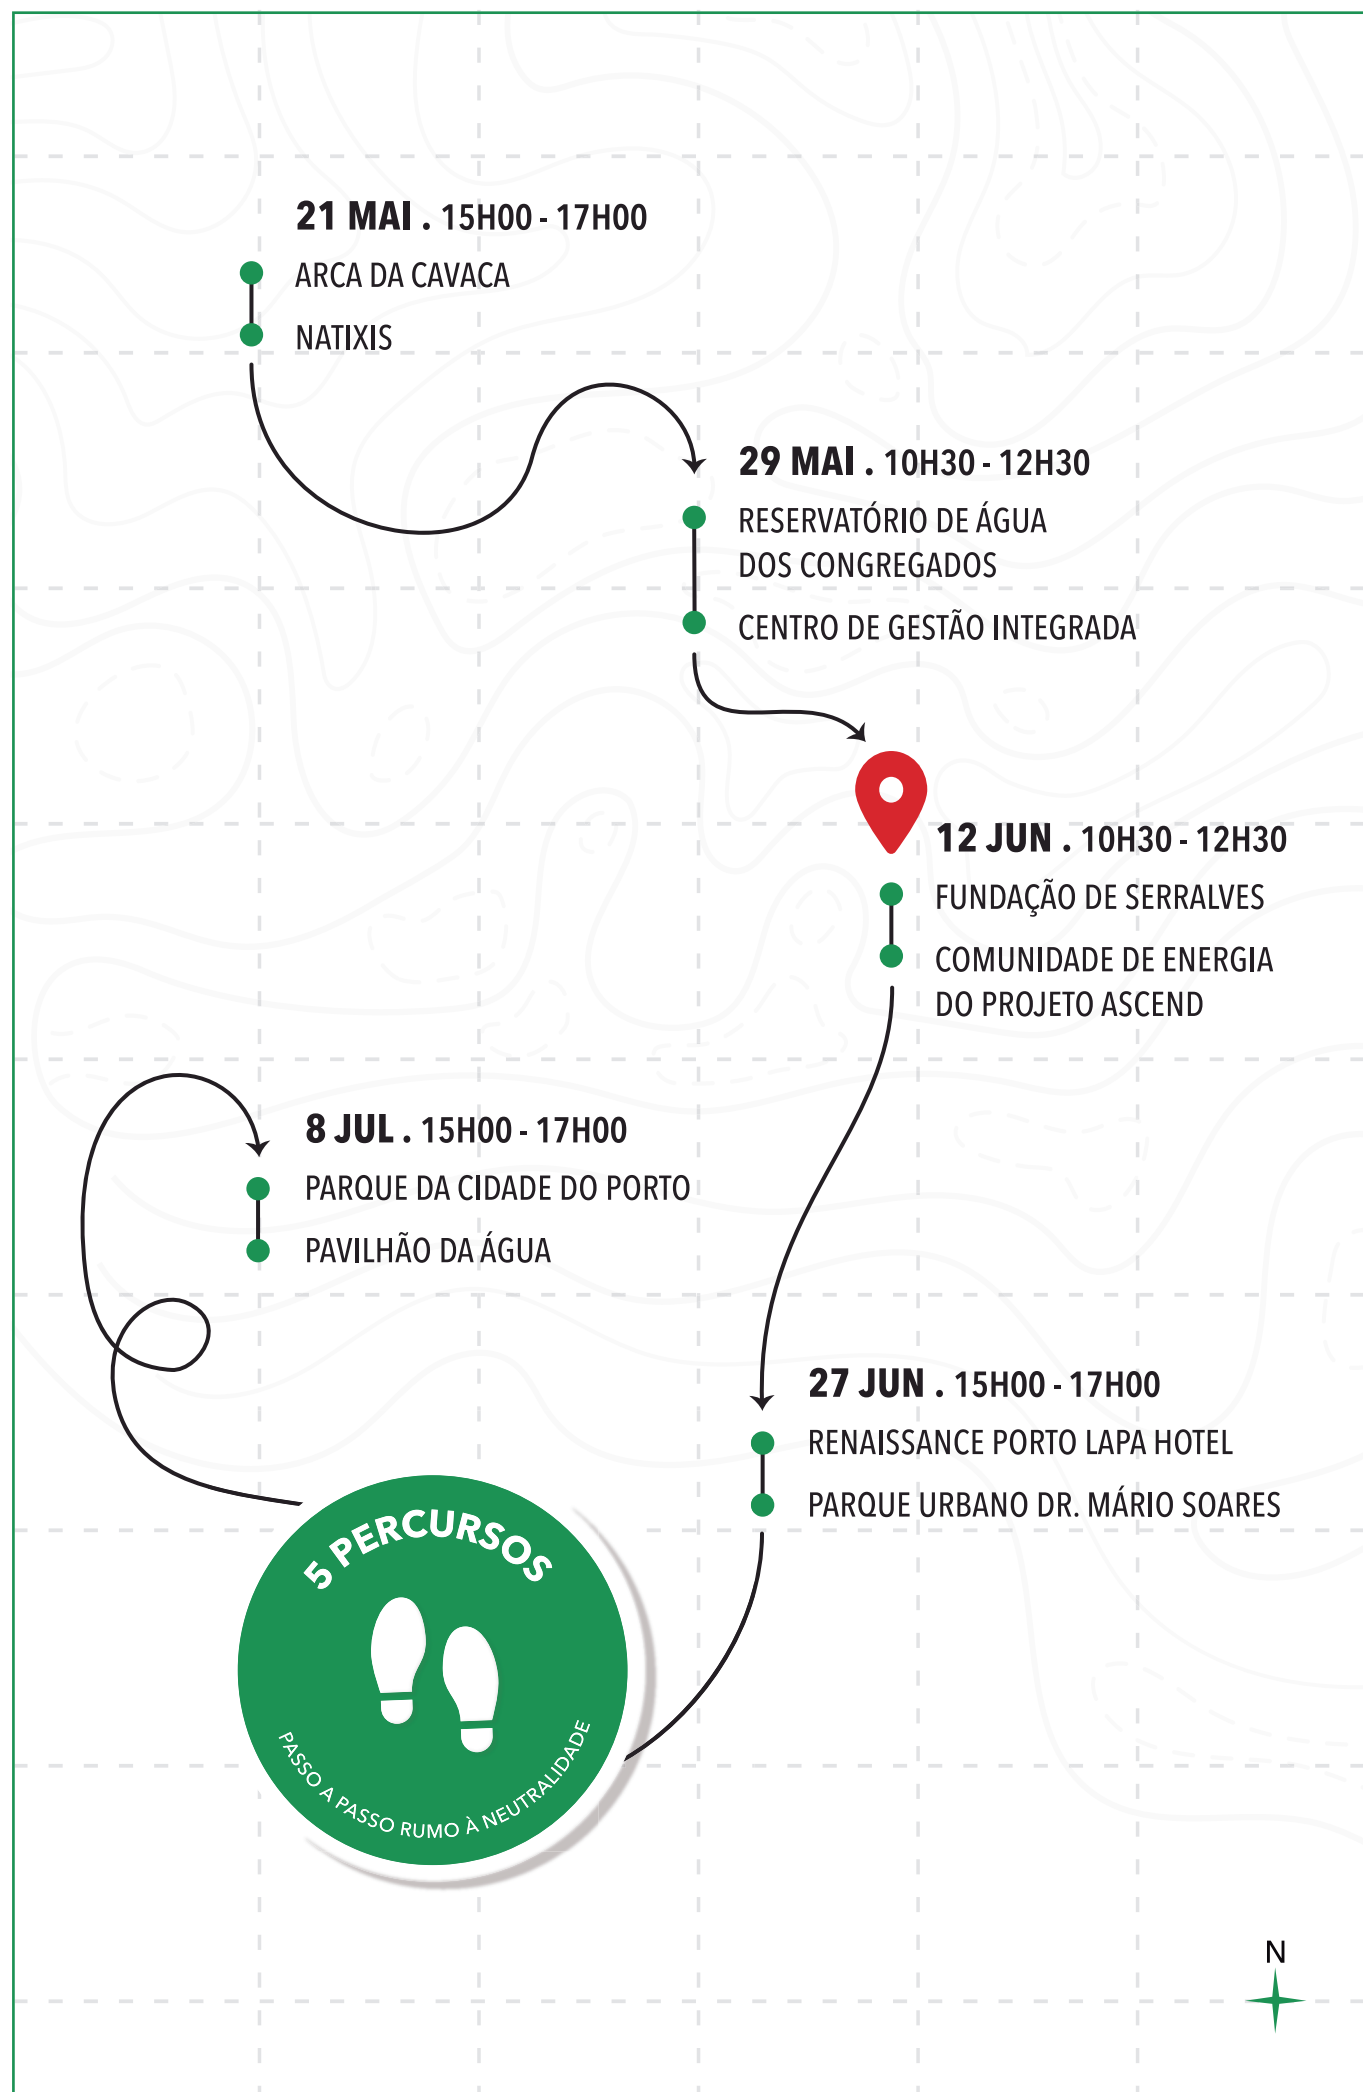 21 MAI . 15H00 - 17H00
ARCA DA CAVACA
NATIXIS
29 MAI . 10H30 - 12H30
RESERVATÓRIO DE ÁGUA
DOS CONGREGADOS
CENTRO DE GESTÃO INTEGRADA
12 JUN . 10H30 - 12H30
FUNDAÇÃO DE SERRALVES
COMUNIDADE DE ENERGIA
DO PROJETO ASCEND
8 JUL . 15H00 - 17H00
PARQUE DA CIDADE DO PORTO
PAVILHÃO DA ÁGUA
27 JUN . 15H00 - 17H00
RENAISSANCE PORTO LAPA HOTEL
PARQUE URBANO DR. MÁRIO SOARES
5 PERCURSOS
PASSO A PASSO RUMO À NEUTRALIDADE
N